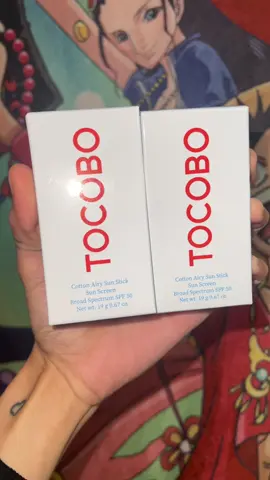 TOCOBO
Cotton Airy Sun Stick
Sun Screen
Broad Spectrum SPF 50
Net wt. 19 g 0.67 oz.
TOCOBO
Cotton Airy Sun Stick
Sun Screen
Broad Spectrum SPF 50
Net wt. 19 g 0.67 oz.